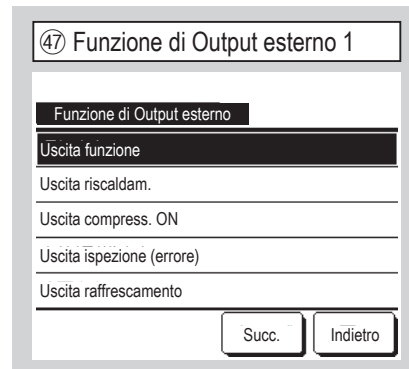 ㊼ Funzione di Output esterno 1
Funzione di Output esterno
Uscita funzione
Uscita riscaldam.
Uscita compress. ON
Uscita ispezione (errore)
Uscita raffrescamento
Succ. Indietro